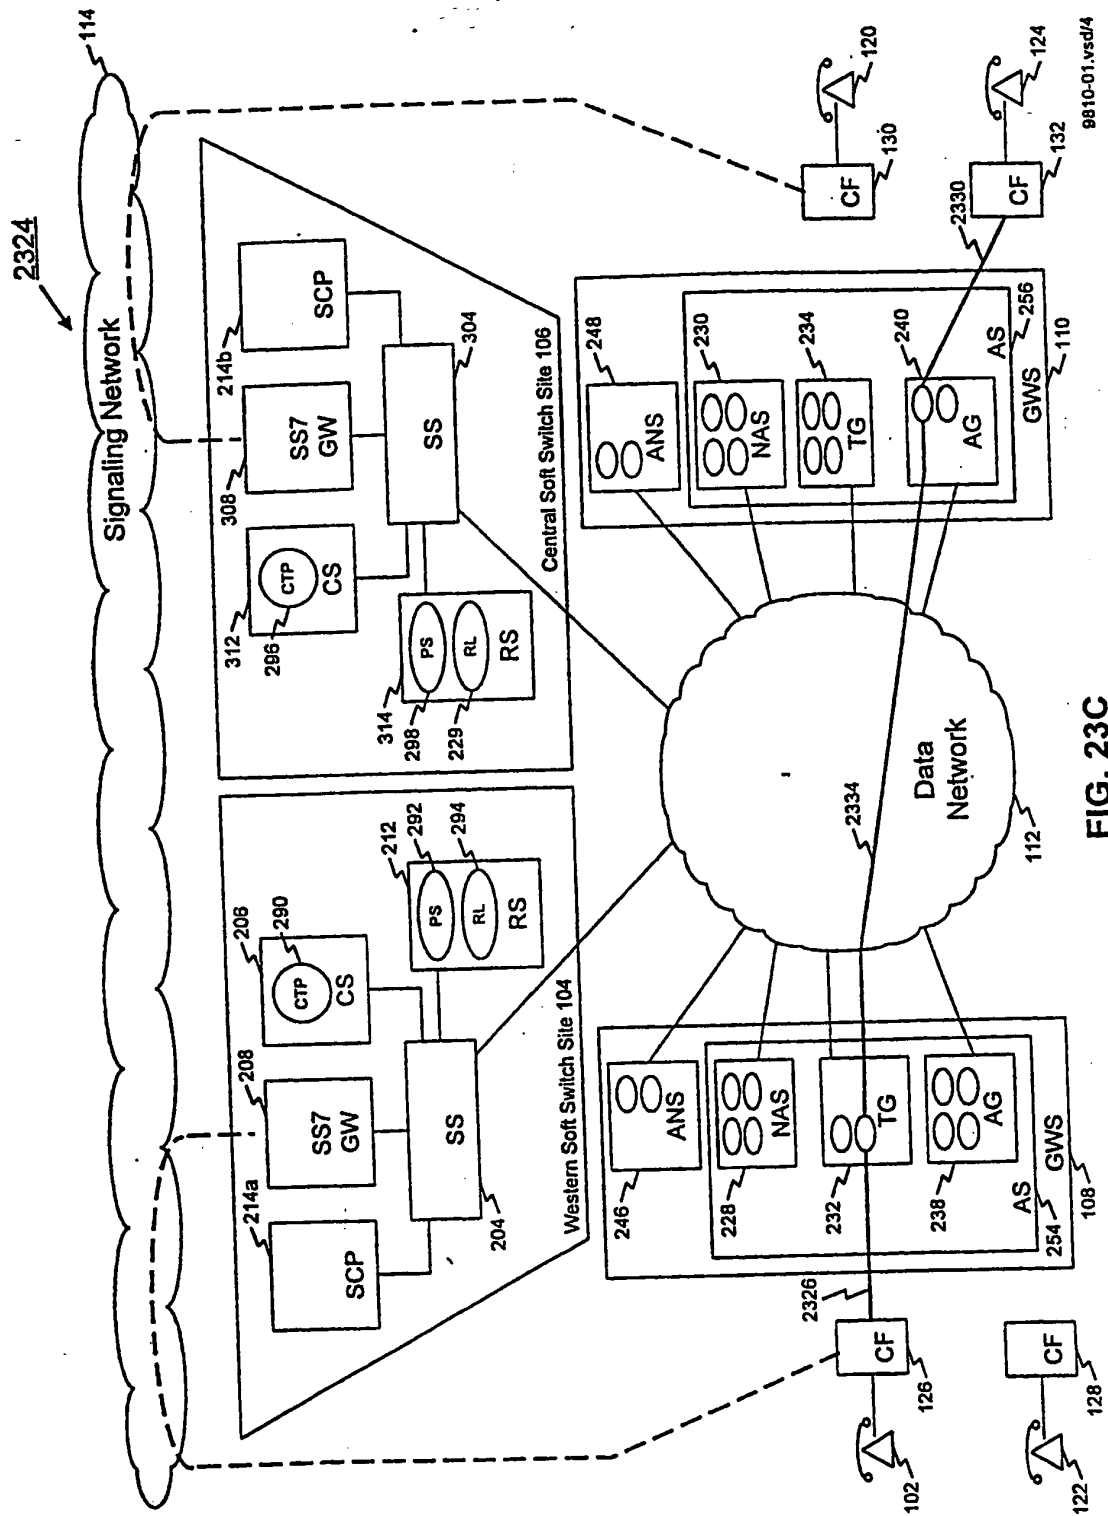 2324
114
Signaling Network
214a
SCP
208
SS7
GW
206
290
CTP
CS
212
292
PS
294
RL
RS
SS
204
Western Soft Switch Site 104
312
CTP
296
CS
308
SS7
GW
214b
SCP
314
PS
298
RL
229
RS
SS
304
Central Soft Switch Site 106
246
ANS
228
NAS
232
TG
238
AG
AS
254
GWS
108
2326
CF
126
102
CF
128
122
2334
Data
Network
112
248
ANS
230
NAS
234
TG
240
AG
AS
256
GWS
110
2330
CF
130
120
CF
132
124
FIG. 23C
9810-01.vsd/4